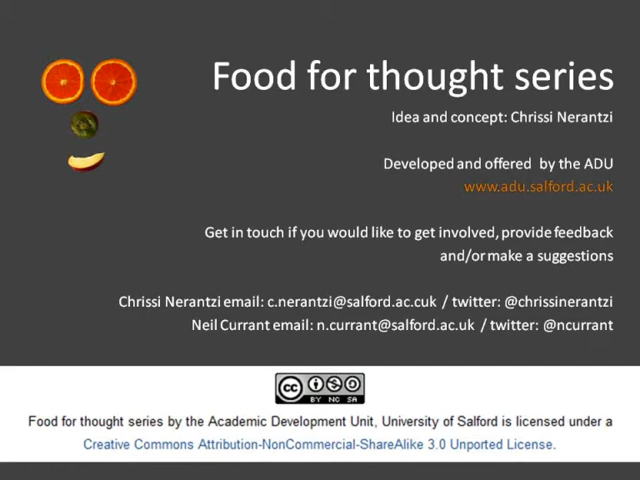 Food for thought series
Idea and concept: Chrissi Nerantzi
Developed and offered by the ADU
www.adu.salford.ac.uk
Get in touch if you would like to get involved, provide feedback
and/or make a suggestions
Chrissi Nerantzi email: c.nerantzi@salford.ac.cuk / twitter: @chrissinerantzi
Neil Currant email: n.currant@salford.ac.uk / twitter: @ncurrant
cc
BY NC SA
Food for thought series by the Academic Development Unit, University of Salford is licensed under a
Creative Commons Attribution-NonCommercial-ShareAlike 3.0 Unported License.